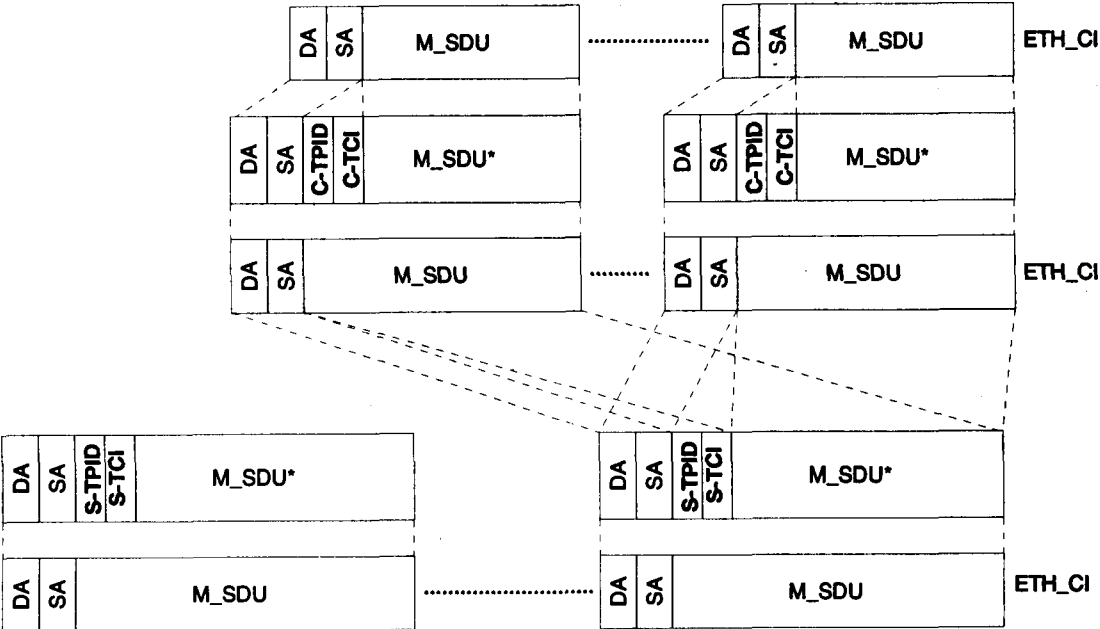 DA SA M_SDU DA SA M_SDU ETH_CI
DA SA C-TPID C-TCI M_SDU* DA SA C-TPID C-TCI M_SDU*
DA SA M_SDU DA SA M_SDU ETH_CI
DA SA S-TPID S-TCI M_SDU* DA SA S-TPID S-TCI M_SDU*
DA SA M_SDU DA SA M_SDU ETH_CI